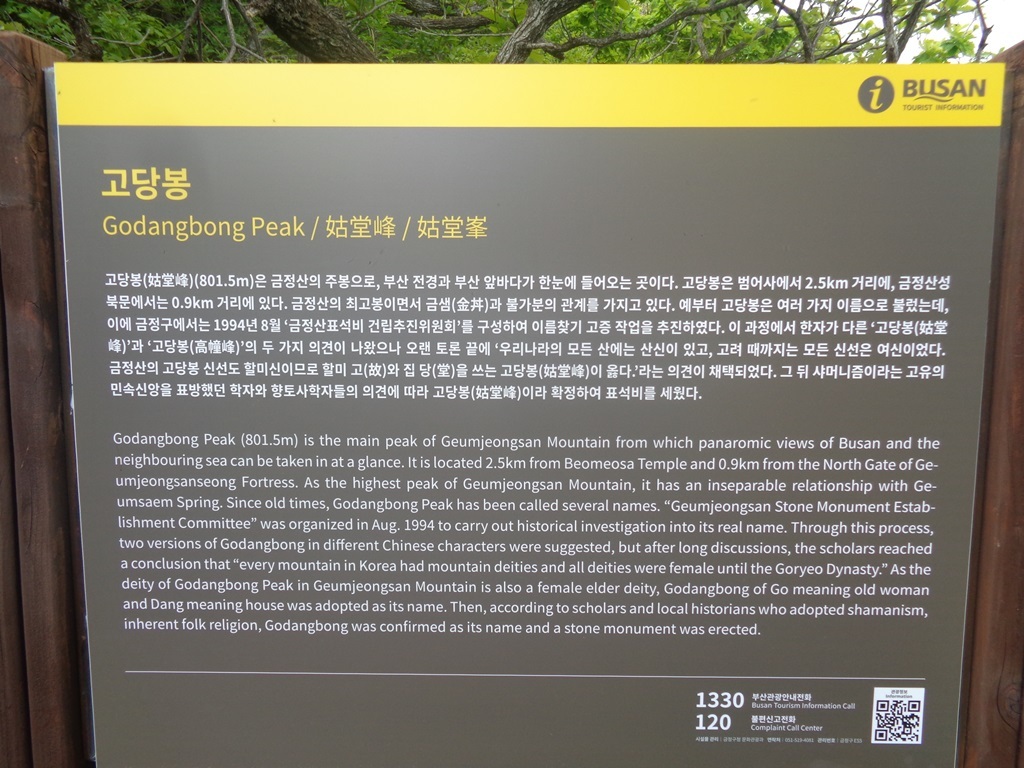 BUSAN
TOURIST INFORMATION
고당봉
Godangbong Peak / 姑堂峰 / 姑堂峯
고당봉(姑堂峰)(801.5m)은 금정산의 주봉으로, 부산 전경과 부산 앞바다가 한눈에 들어오는 곳이다. 고당봉은 범어사에서 2.5km 거리에, 금정산성
북문에서는 0.9km 거리에 있다. 금정산의 최고봉이면서 금샘(金井)과 불가분의 관계를 가지고 있다. 예부터 고당봉은 여러 가지 이름으로 불렸는데,
이에 금정구에서는 1994년 8월 ‘금정산표석비 건립추진위원회’를 구성하여 이름찾기 고증 작업을 추진하였다. 이 과정에서 한자가 다른 ‘고당봉(姑堂
峰)’과 ‘고당봉(高幢峰)’의 두 가지 의견이 나왔으나 오랜 토론 끝에 ‘우리나라의 모든 산에는 산신이 있고, 고려 때까지는 모든 신선은 여신이었다.
금정산의 고당봉 신선도 할미신이므로 할미 고(故)와 집 당(堂)을 쓰는 고당봉(姑堂峰)이 옳다.’라는 의견이 채택되었다. 그 뒤 샤머니즘이라는 고유의
민속신앙을 표방했던 학자와 향토사학자들의 의견에 따라 고당봉(姑堂峰)이라 확정하여 표석비를 세웠다.
Godangbong Peak (801.5m) is the main peak of Geumjeongsan Mountain from which panaromic views of Busan and the
neighbouring sea can be taken in at a glance. It is located 2.5km from Beomeosa Temple and 0.9km from the North Gate of Ge-
umjeongsanseong Fortress. As the highest peak of Geumjeongsan Mountain, it has an inseparable relationship with Ge-
umsaem Spring. Since old times, Godangbong Peak has been called several names. “Geumjeongsan Stone Monument Estab-
lishment Committee” was organized in Aug. 1994 to carry out historical investigation into its real name. Through this process,
two versions of Godangbong in different Chinese characters were suggested, but after long discussions, the scholars reached
a conclusion that “every mountain in Korea had mountain deities and all deities were female until the Goryeo Dynasty.” As the
deity of Godangbong Peak in Geumjeongsan Mountain is also a female elder deity, Godangbong of Go meaning old woman
and Dang meaning house was adopted as its name. Then, according to scholars and local historians who adopted shamanism,
inherent folk religion, Godangbong was confirmed as its name and a stone monument was erected.
1330 부산관광안내전화
Busan Tourism Information Call
120 불편신고전화
Complaint Call Center
관광정보
Information